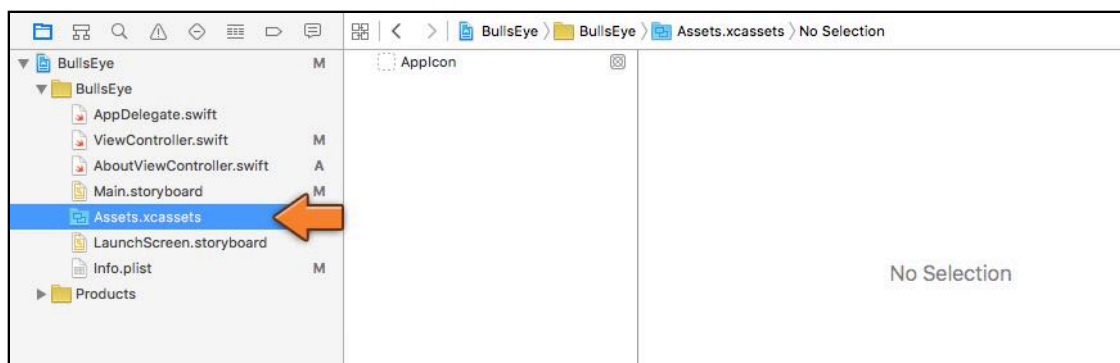 BullsEye BullsEye Assets.xcassets No Selection
BullsEye M
AppIcon
BullsEye
AppDelegate.swift
ViewController.swift M
AboutViewController.swift A
Main.storyboard M
Assets.xcassets
LaunchScreen.storyboard
Info.plist M
Products
No Selection